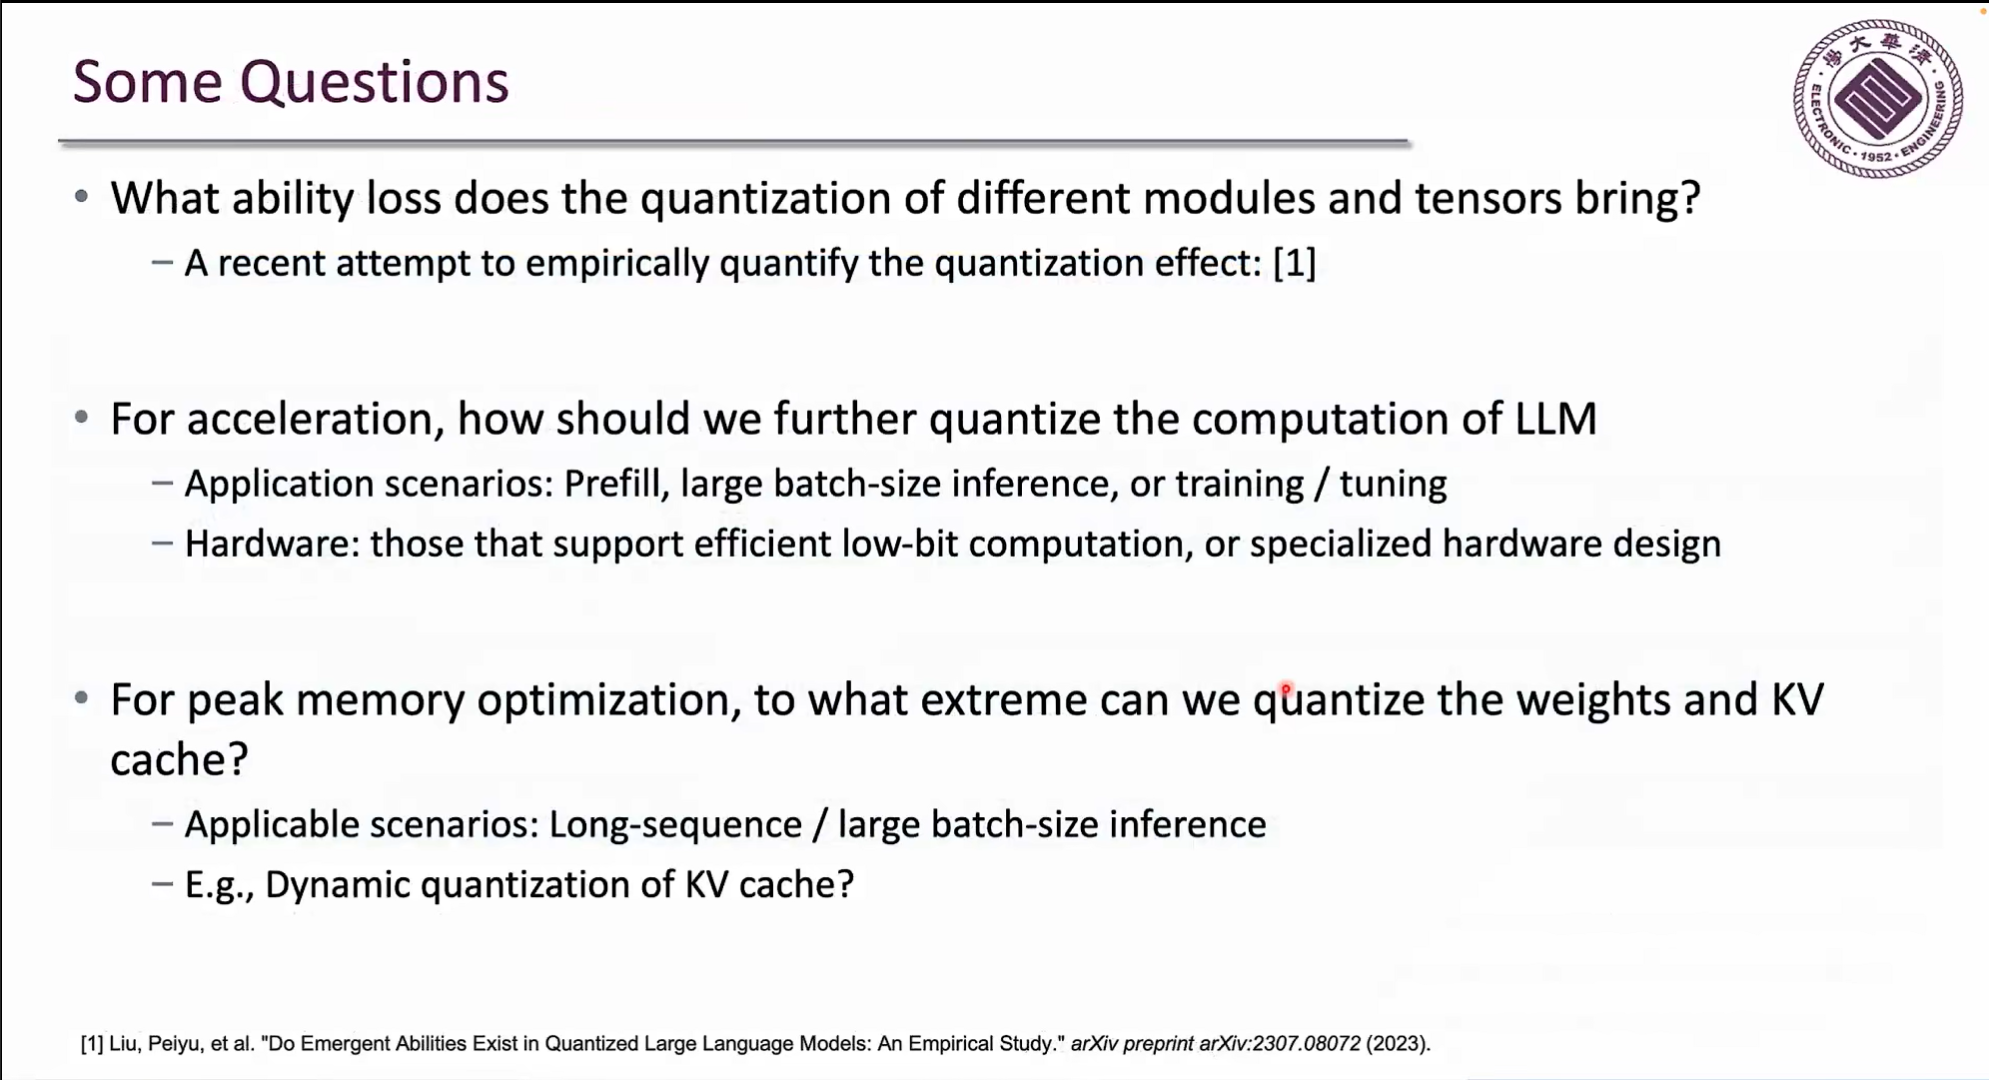 Some Questions
學大華清
ELECTRONIC · 1952 · ENGINEERING
• What ability loss does the quantization of different modules and tensors bring?
– A recent attempt to empirically quantify the quantization effect: [1]
• For acceleration, how should we further quantize the computation of LLM
– Application scenarios: Prefill, large batch-size inference, or training / tuning
– Hardware: those that support efficient low-bit computation, or specialized hardware design
• For peak memory optimization, to what extreme can we quantize the weights and KV
cache?
– Applicable scenarios: Long-sequence / large batch-size inference
– E.g., Dynamic quantization of KV cache?
[1] Liu, Peiyu, et al. "Do Emergent Abilities Exist in Quantized Large Language Models: An Empirical Study." arXiv preprint arXiv:2307.08072 (2023).